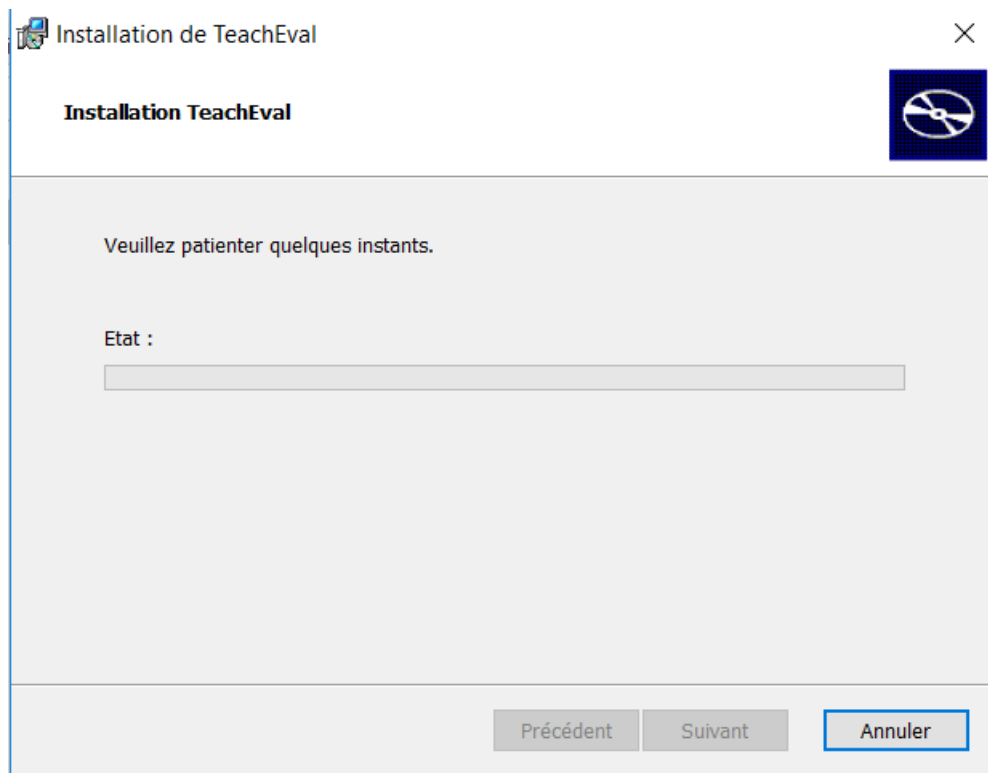 Installation de TeachEval
Installation TeachEval
Veuillez patienter quelques instants.
Etat :
Précédent
Suivant
Annuler